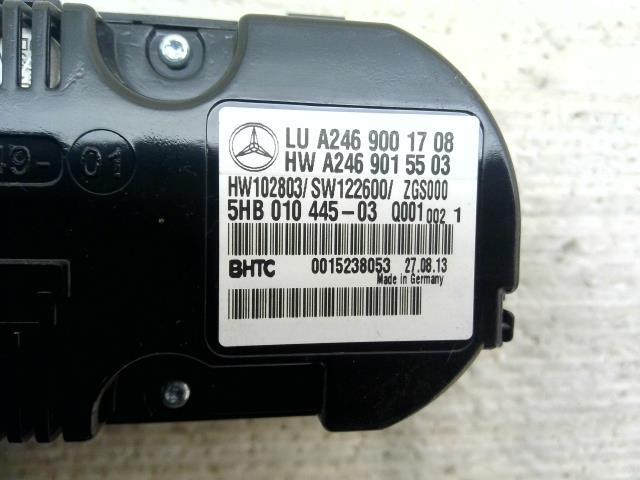 LU A246 900 17 08
HW A246 901 55 03
HW102803/ SW122600/ ZGS000
5HB 010 445-03 Q001 002 1
BHTC 0015238053 27.08.13
Made in Germany